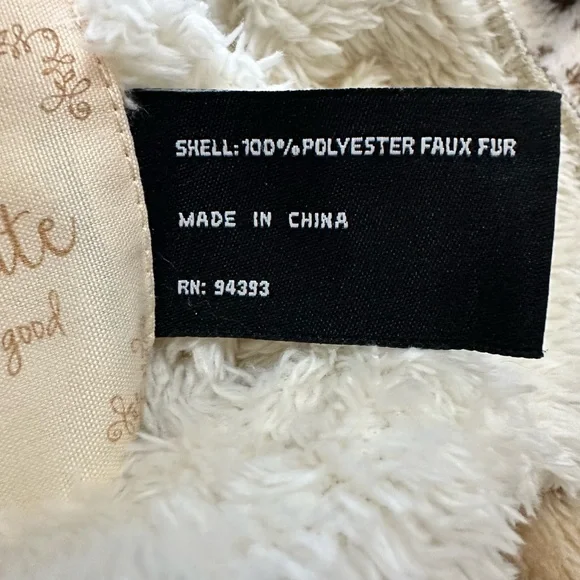 SHELL: 100% POLYESTER FAUX FUR
MADE IN CHINA
RN: 94393
good